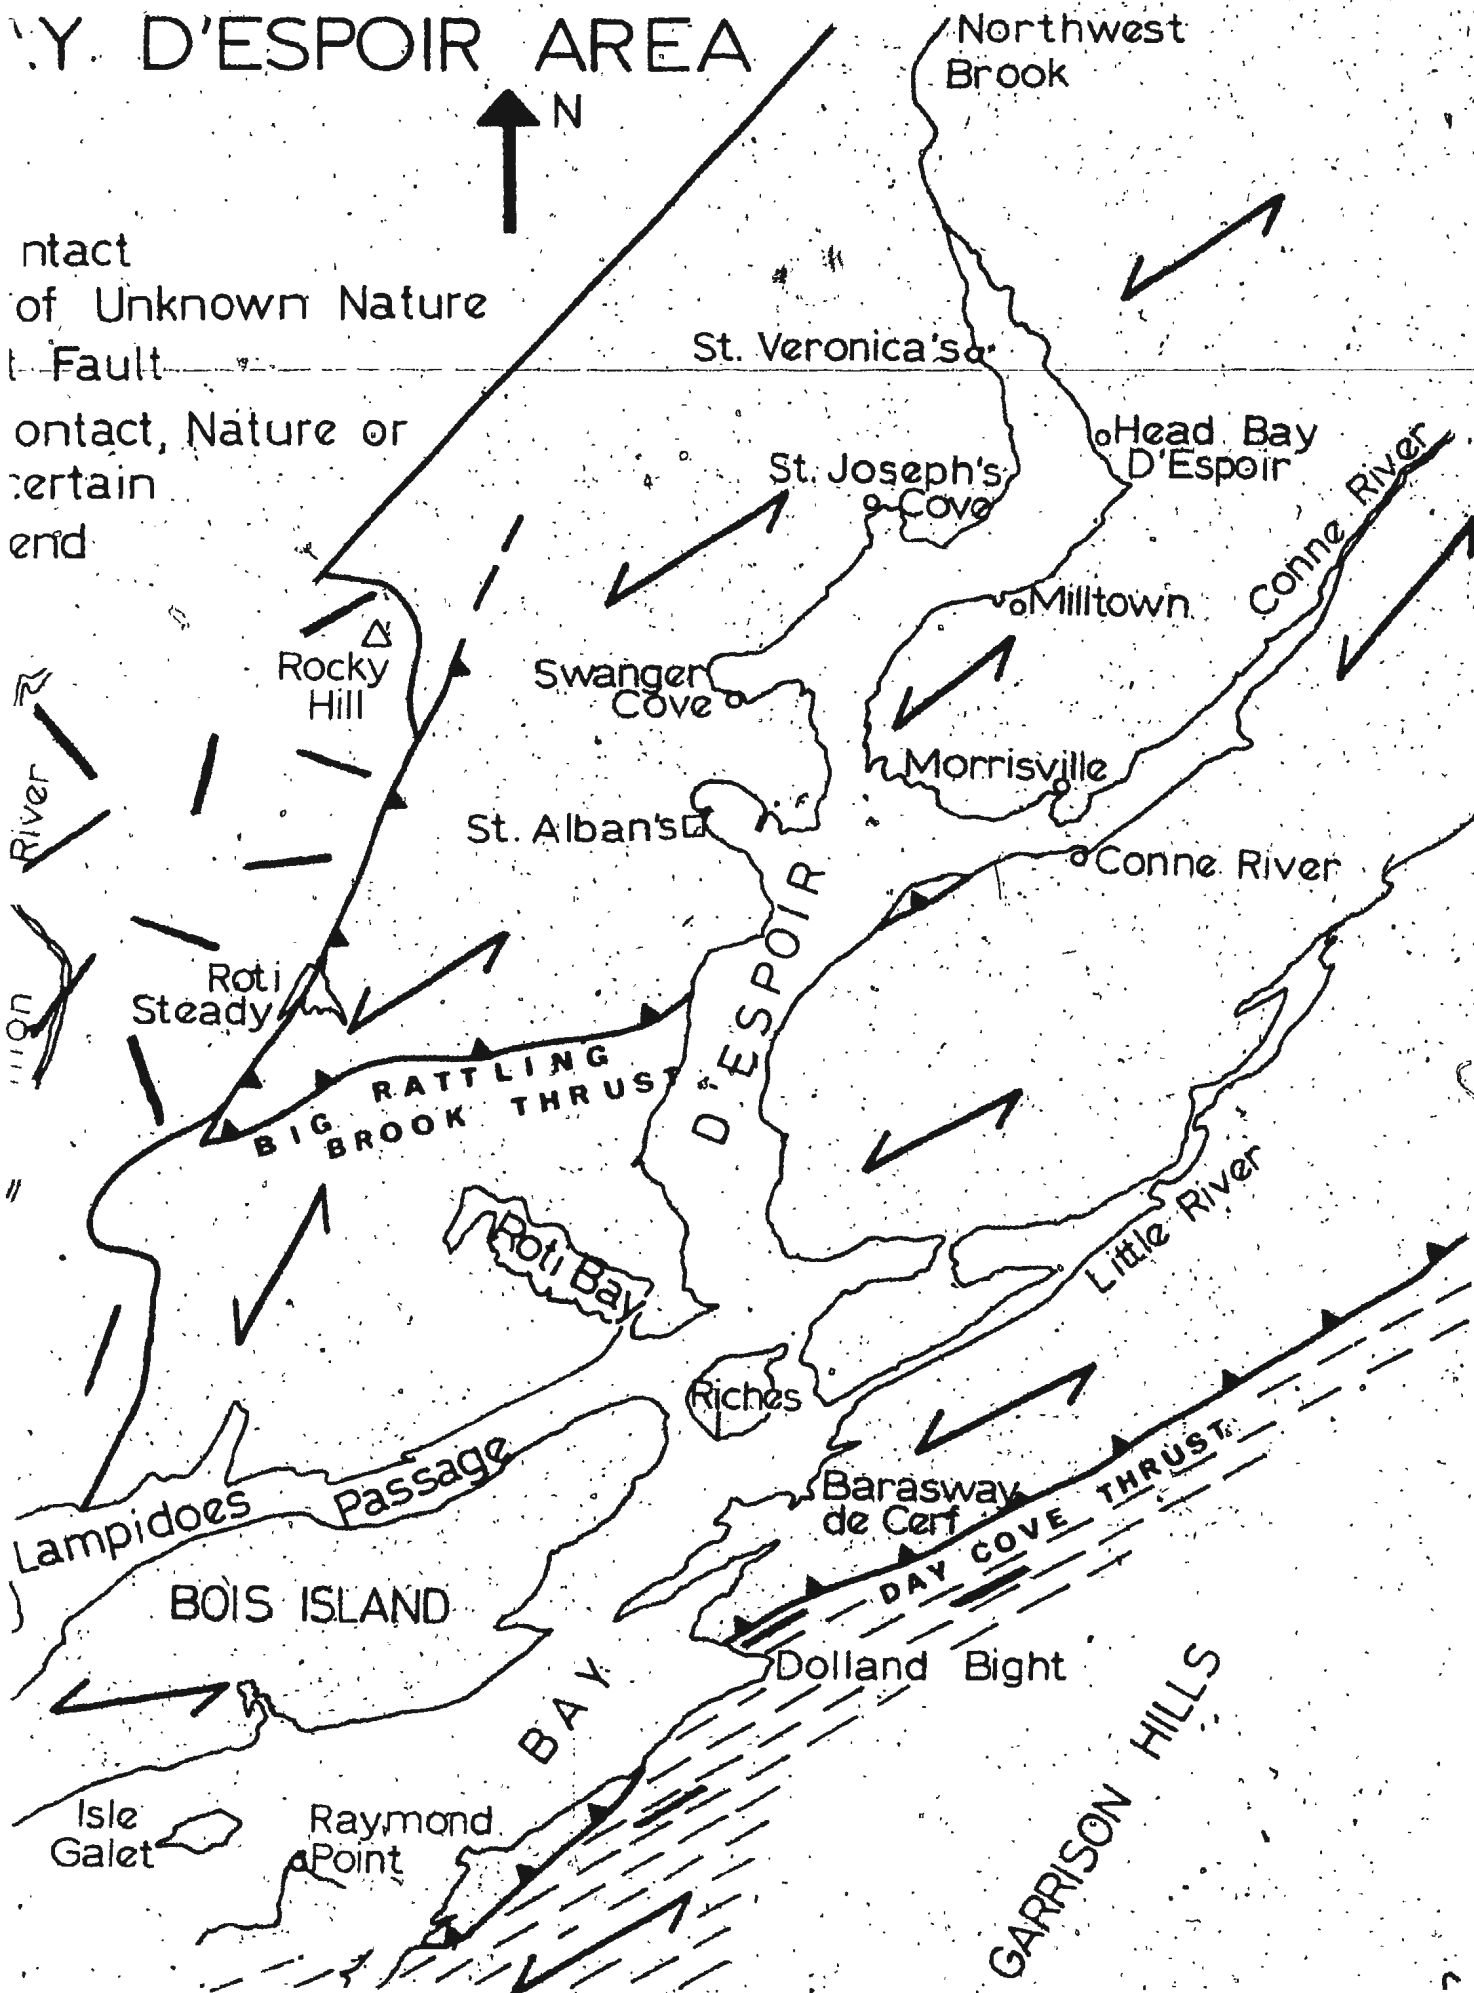 .Y. D'ESPOIR AREA
N
Northwest
Brook
ntact
of Unknown Nature
t Fault
ontact, Nature or
certain
end
St. Veronica's
Head Bay
D'Espoir
St. Joseph's
Cove
Conne River
Milltown
Rocky
Hill
Swanger
Cove
Morrisville
River
St. Alban's
Conne River
Roti
Steady
BIG RATTLING
BROOK THRUST
BAY D'ESPOIR
Roti Bay
Little River
Riches
Lampidoes Passage
Barasway
de Cerf
DAY COVE THRUST
BOIS ISLAND
Dolland Bight
Isle
Galet
Raymond
Point
GARRISON HILLS